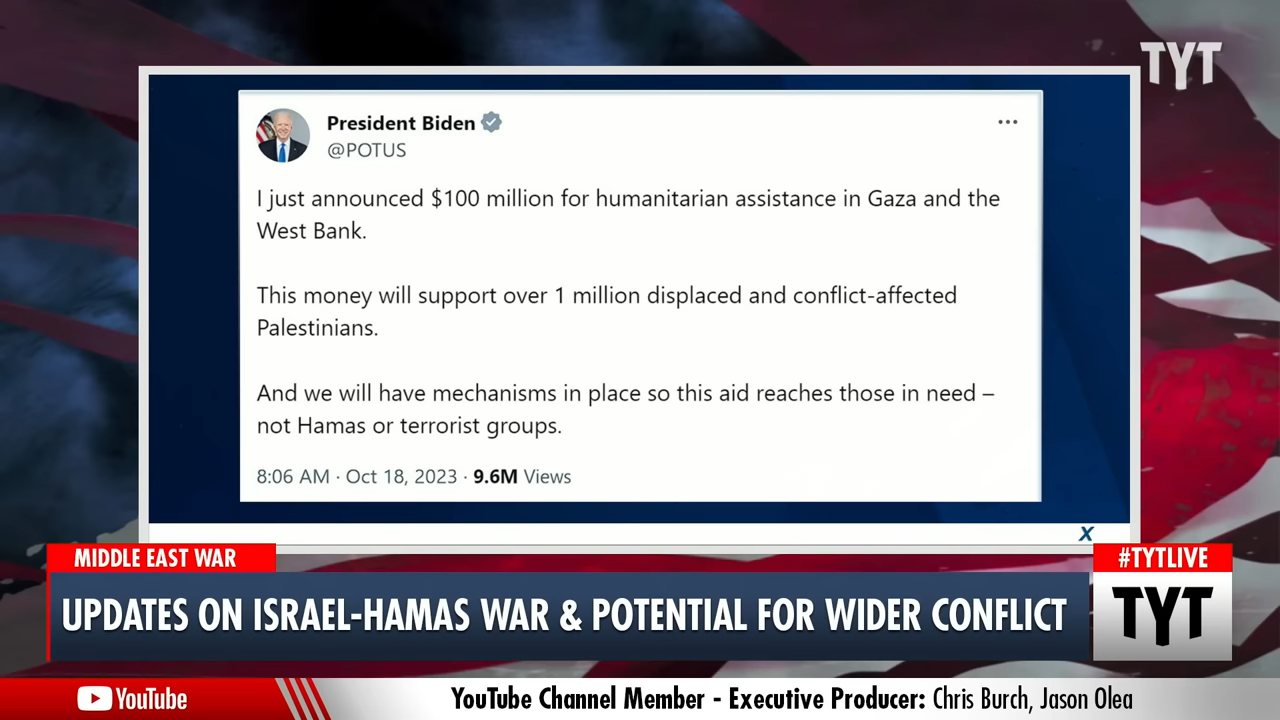 TYT
President Biden
@POTUS
I just announced $100 million for humanitarian assistance in Gaza and the
West Bank.
This money will support over 1 million displaced and conflict-affected
Palestinians.
And we will have mechanisms in place so this aid reaches those in need –
not Hamas or terrorist groups.
8:06 AM · Oct 18, 2023 · 9.6M Views
X
MIDDLE EAST WAR
#TYTLIVE
UPDATES ON ISRAEL-HAMAS WAR & POTENTIAL FOR WIDER CONFLICT
TYT
YouTube
YouTube Channel Member - Executive Producer: Chris Burch, Jason Olea